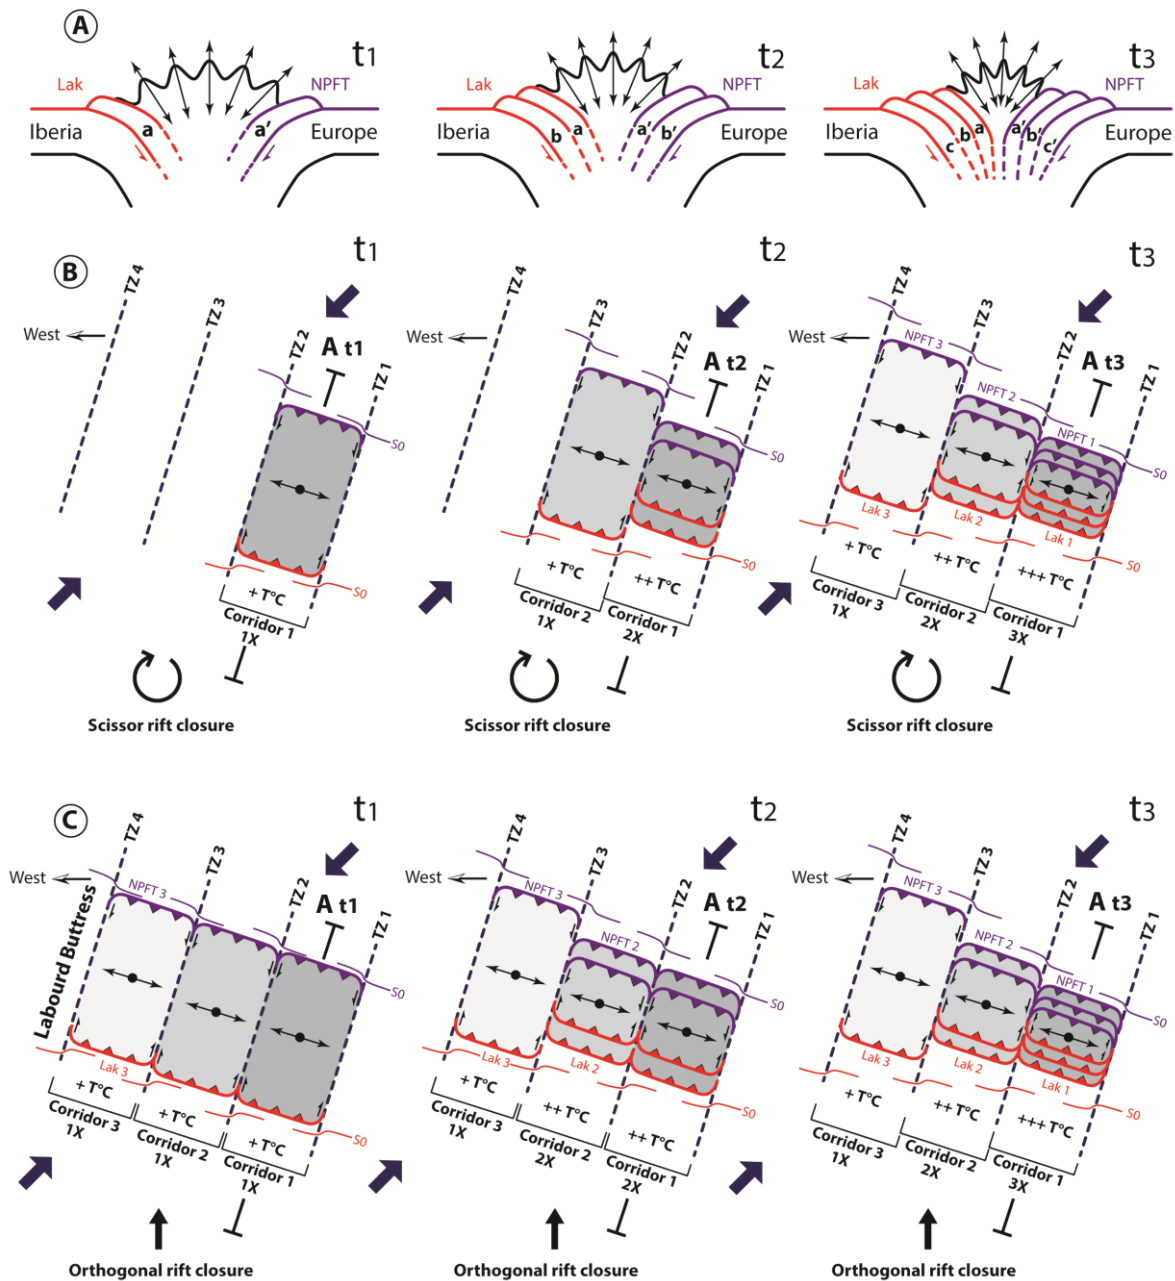 A
t1
t2
t3
Lak
NPFT
Lak
NPFT
Lak
NPFT
Iberia
a
a'
Europe
Iberia
b
a
a'
b'
Europe
Iberia
c
b
a
a'
b'
c'
Europe
B
t1
t2
t3
TZ 4
TZ 3
TZ 2
TZ 1
West
A t1
S0
S0
+ T°C
Corridor 1
1X
Scissor rift closure
TZ 4
TZ 3
TZ 2
TZ 1
West
A t2
S0
S0
+ T°C
++ T°C
Corridor 2
1X
Corridor 1
2X
Scissor rift closure
TZ 4
TZ 3
TZ 2
TZ 1
West
A t3
NPFT 3
NPFT 2
NPFT 1
S0
Lak 3
Lak 2
Lak 1
S0
+ T°C
++ T°C
+++ T°C
Corridor 3
1X
Corridor 2
2X
Corridor 1
3X
Scissor rift closure
C
t1
t2
t3
TZ 4
TZ 3
TZ 2
TZ 1
West
A t1
NPFT 3
Labourd Buttress
S0
Lak 3
S0
+ T°C
+ T°C
+ T°C
Corridor 3
1X
Corridor 2
1X
Corridor 1
1X
Orthogonal rift closure
TZ 4
TZ 3
TZ 2
TZ 1
West
A t2
NPFT 3
NPFT 2
S0
Lak 3
Lak 2
S0
+ T°C
++ T°C
++ T°C
Corridor 3
1X
Corridor 2
2X
Corridor 1
2X
Orthogonal rift closure
TZ 4
TZ 3
TZ 2
TZ 1
West
A t3
NPFT 3
NPFT 2
NPFT 1
S0
Lak 3
Lak 2
Lak 1
S0
+ T°C
++ T°C
+++ T°C
Corridor 3
1X
Corridor 2
2X
Corridor 1
3X
Orthogonal rift closure